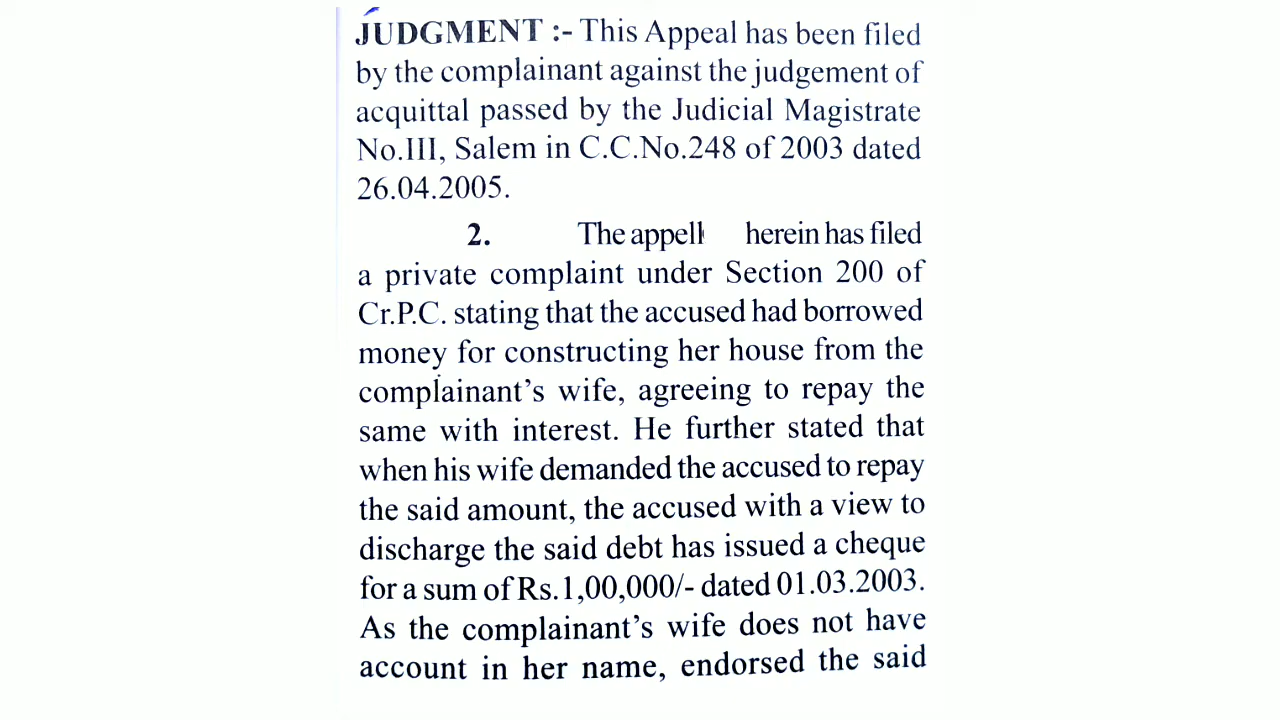 JUDGMENT :- This Appeal has been filed
by the complainant against the judgement of
acquittal passed by the Judicial Magistrate
No.III, Salem in C.C.No.248 of 2003 dated
26.04.2005.
2. The appell herein has filed
a private complaint under Section 200 of
Cr.P.C. stating that the accused had borrowed
money for constructing her house from the
complainant's wife, agreeing to repay the
same with interest. He further stated that
when his wife demanded the accused to repay
the said amount, the accused with a view to
discharge the said debt has issued a cheque
for a sum of Rs.1,00,000/- dated 01.03.2003.
As the complainant's wife does not have
account in her name, endorsed the said